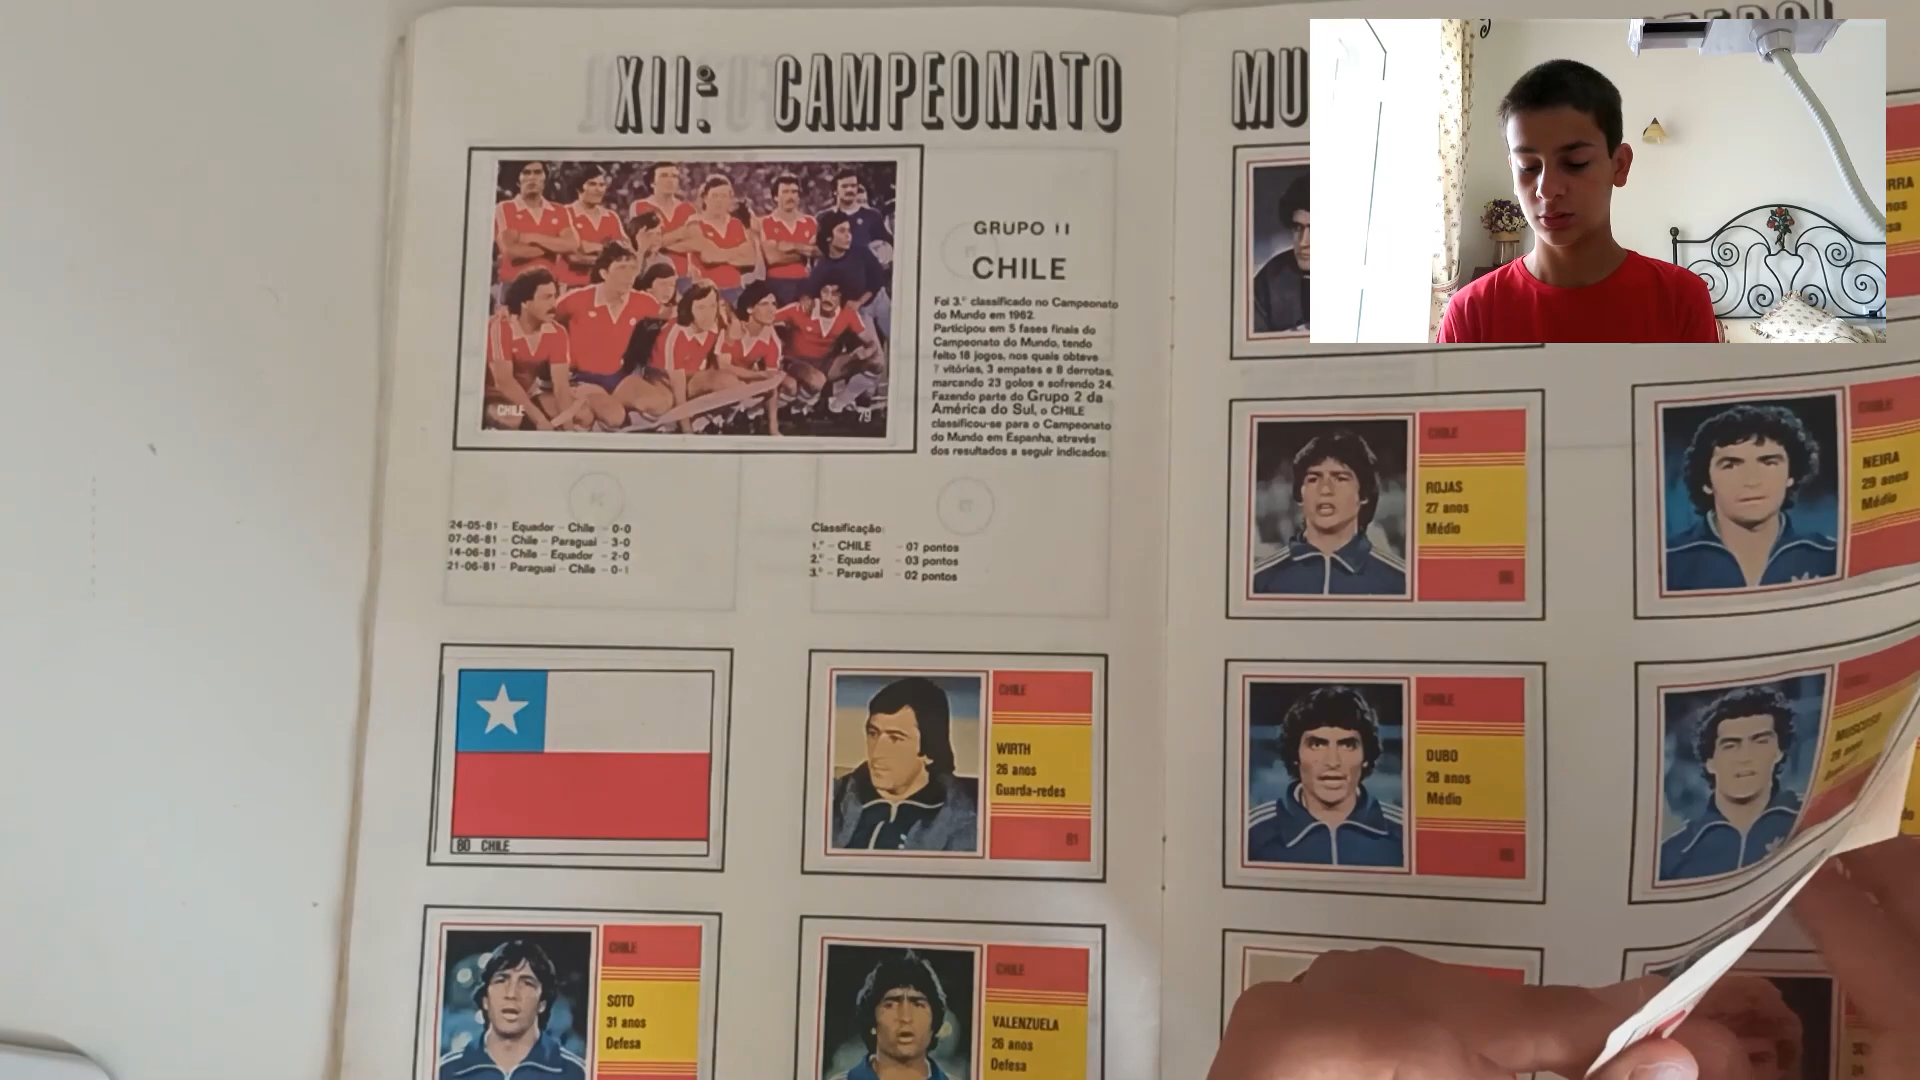 XII.º CAMPEONATO
CHILE
79
GRUPO II
CHILE
Foi 3.º classificado no Campeonato
do Mundo em 1962.
Participou em 5 fases finais do
Campeonato do Mundo, tendo
feito 18 jogos, nos quais obteve
7 vitórias, 3 empates e 8 derrotas,
marcando 23 golos e sofrendo 24.
Fazendo parte do Grupo 2 da
América do Sul, o CHILE
classificou-se para o Campeonato
do Mundo em Espanha, através
dos resultados a seguir indicados:
24-05-81 – Equador – Chile – 0-0
07-06-81 – Chile – Paraguai – 3-0
14-06-81 – Chile – Equador – 2-0
21-06-81 – Paraguai – Chile – 0-1
Classificação:
1.º – CHILE – 07 pontos
2.º – Equador – 03 pontos
3.º – Paraguai – 02 pontos
80 CHILE
CHILE
WIRTH
26 anos
Guarda-redes
81
CHILE
SOTO
31 anos
Defesa
CHILE
VALENZUELA
26 anos
Defesa
MU
CHILE
ROJAS
27 anos
Médio
CHILE
NEIRA
29 anos
Médio
CHILE
DUBO
28 anos
Médio